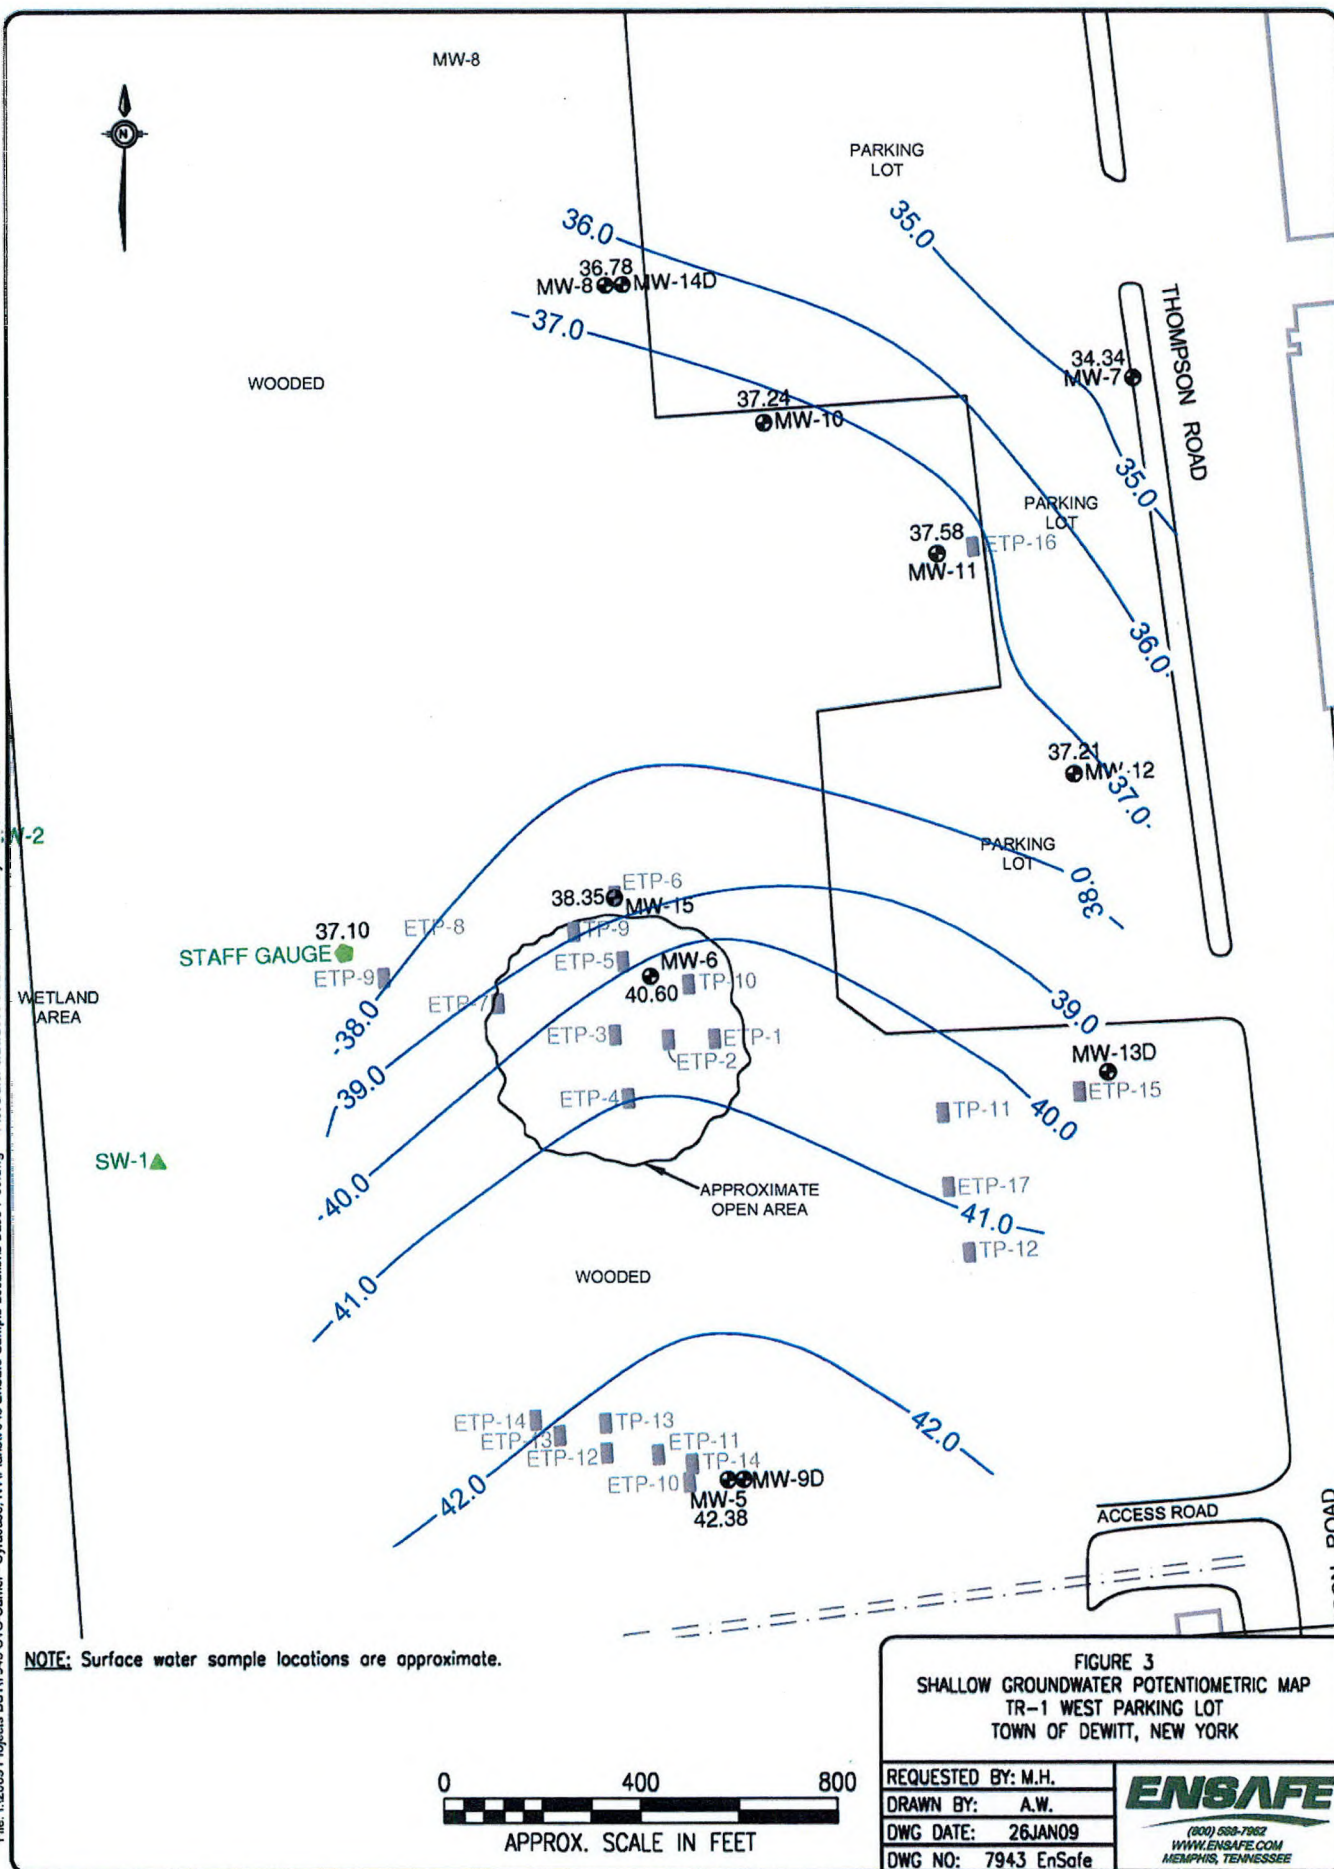 MW-8
N
PARKING
LOT
35.0
36.0
36.78
MW-8 MW-14D
37.0
THOMPSON ROAD
34.34
MW-7
WOODED
37.24
MW-10
35.0
PARKING
LOT
37.58
ETP-16
MW-11
36.0
37.21
MW-12
37.0
W-2
PARKING
LOT
38.0
ETP-6
38.35
MW-15
37.10
ETP-8
TP-9
STAFF GAUGE
ETP-5
MW-6
ETP-9
TP-10
40.60
WETLAND
AREA
ETP-7
39.0
38.0
ETP-3
ETP-1
ETP-2
MW-13D
39.0
ETP-4
ETP-15
TP-11
40.0
SW-1
40.0
APPROXIMATE
OPEN AREA
ETP-17
41.0
TP-12
WOODED
41.0
ETP-14
TP-13
42.0
ETP-13
ETP-11
ETP-12
TP-14
ETP-10
MW-9D
42.0
MW-5
42.38
ACCESS ROAD
ROAD
NOTE: Surface water sample locations are approximate.
FIGURE 3
SHALLOW GROUNDWATER POTENTIOMETRIC MAP
TR-1 WEST PARKING LOT
TOWN OF DEWITT, NEW YORK
0 400 800
APPROX. SCALE IN FEET
REQUESTED BY: M.H.
DRAWN BY: A.W.
DWG DATE: 26JAN09
DWG NO: 7943 EnSafe
ENSAFE
(800) 588-7962
WWW.ENSAFE.COM
MEMPHIS, TENNESSEE